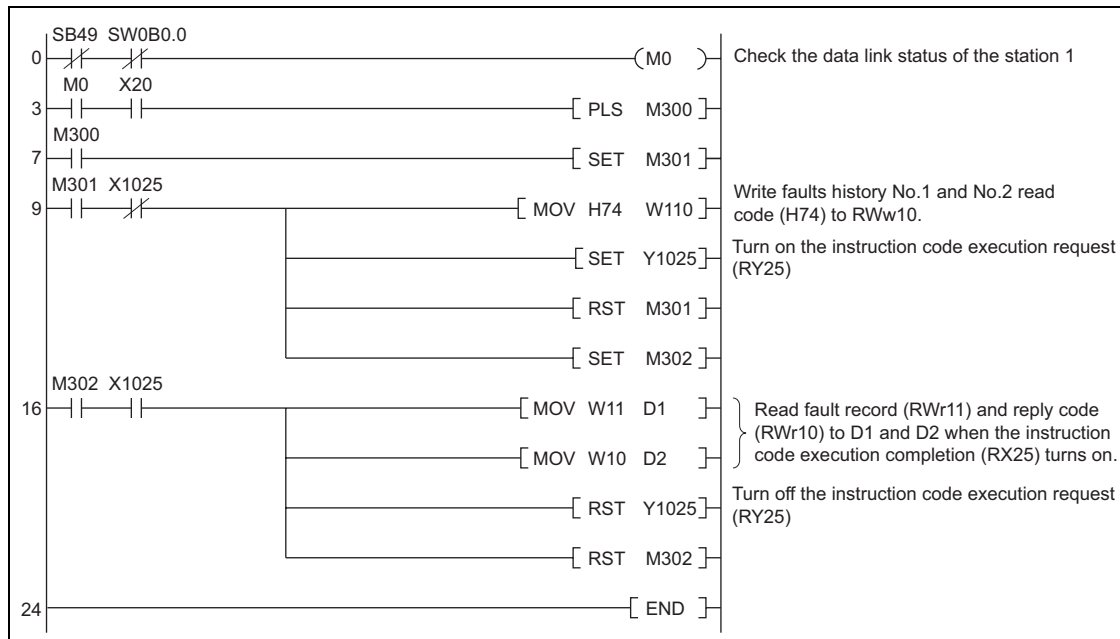 SB49 SW0B0.0
0 M0 Check the data link status of the station 1
M0 X20
3 PLS M300
M300
7 SET M301
M301 X1025
9 MOV H74 W110 Write faults history No.1 and No.2 read
code (H74) to RWw10.
SET Y1025 Turn on the instruction code execution request
(RY25)
RST M301
SET M302
M302 X1025
16 MOV W11 D1 Read fault record (RWr11) and reply code
(RWr10) to D1 and D2 when the instruction
MOV W10 D2 code execution completion (RX25) turns on.
RST Y1025 Turn off the instruction code execution request
(RY25)
RST M302
24 END